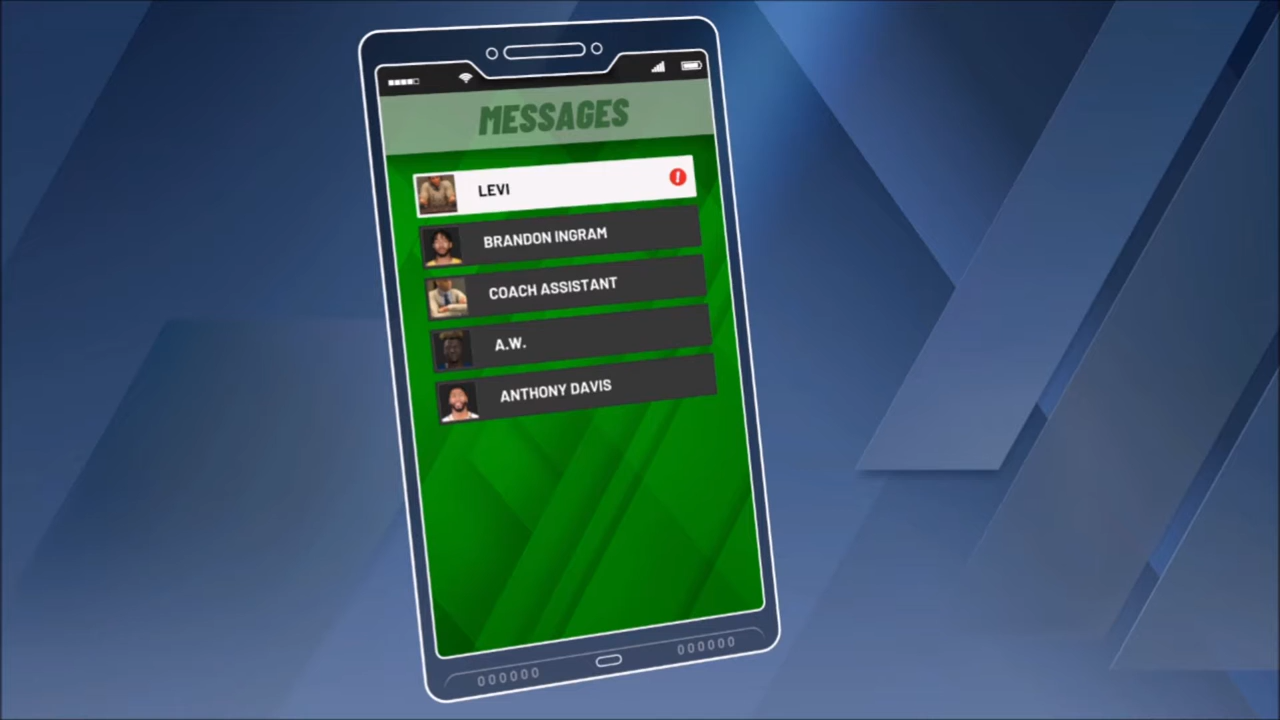 MESSAGES
LEVI
BRANDON INGRAM
COACH ASSISTANT
A.W.
ANTHONY DAVIS